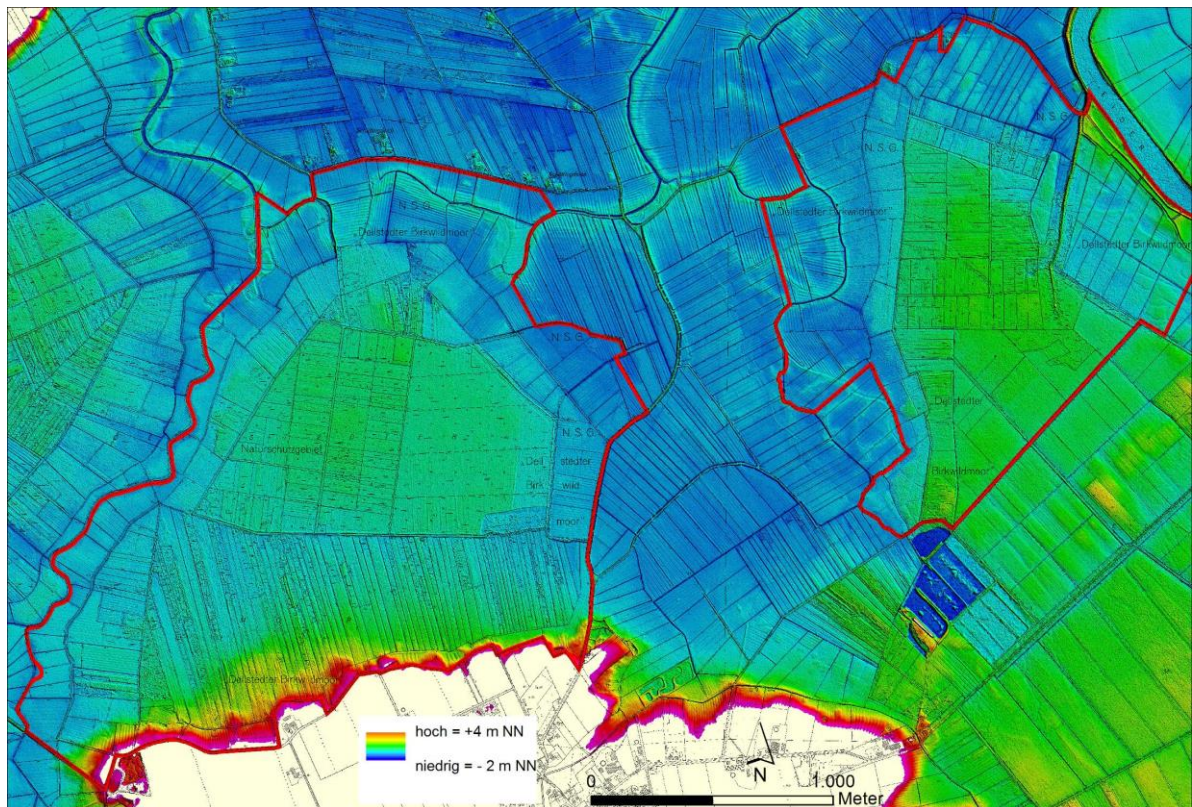 N. S. G.
N. S. G.
N. S. G.
„Dellstedter Birkwildmoor"
„Dellstedter Birkwildmoor
„Dellstedter Birkwildmoor
N. S. G.
Dellstedter
Naturschutzgebiet
N. S. G.
Dell stedter
Birk wild
moor
Birkwildmoor"
Dellstedter Birkwildmoor
hoch = +4 m NN
niedrig = - 2 m NN
N
0 1.000
Meter